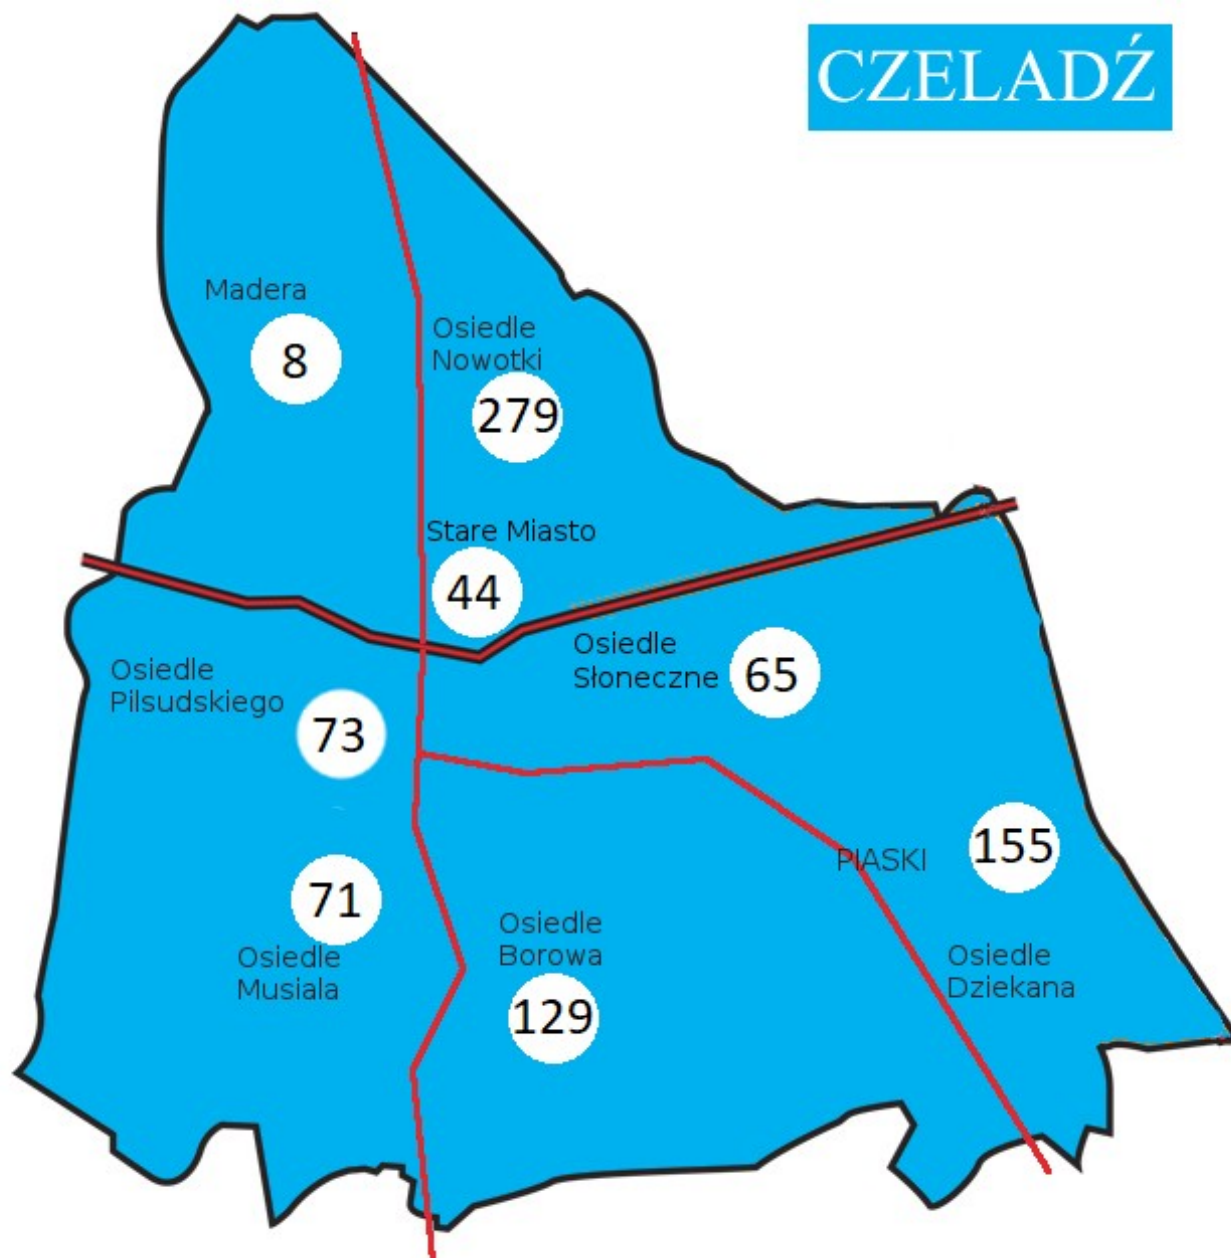 CZELADŹ
Madera
8
Osiedle
Nowotki
279
Stare Miasto
44
Osiedle
Słoneczne
65
Osiedle
Pilsudskiego
73
PIASKI
155
71
Osiedle
Musiala
Osiedle
Borowa
129
Osiedle
Dziekana